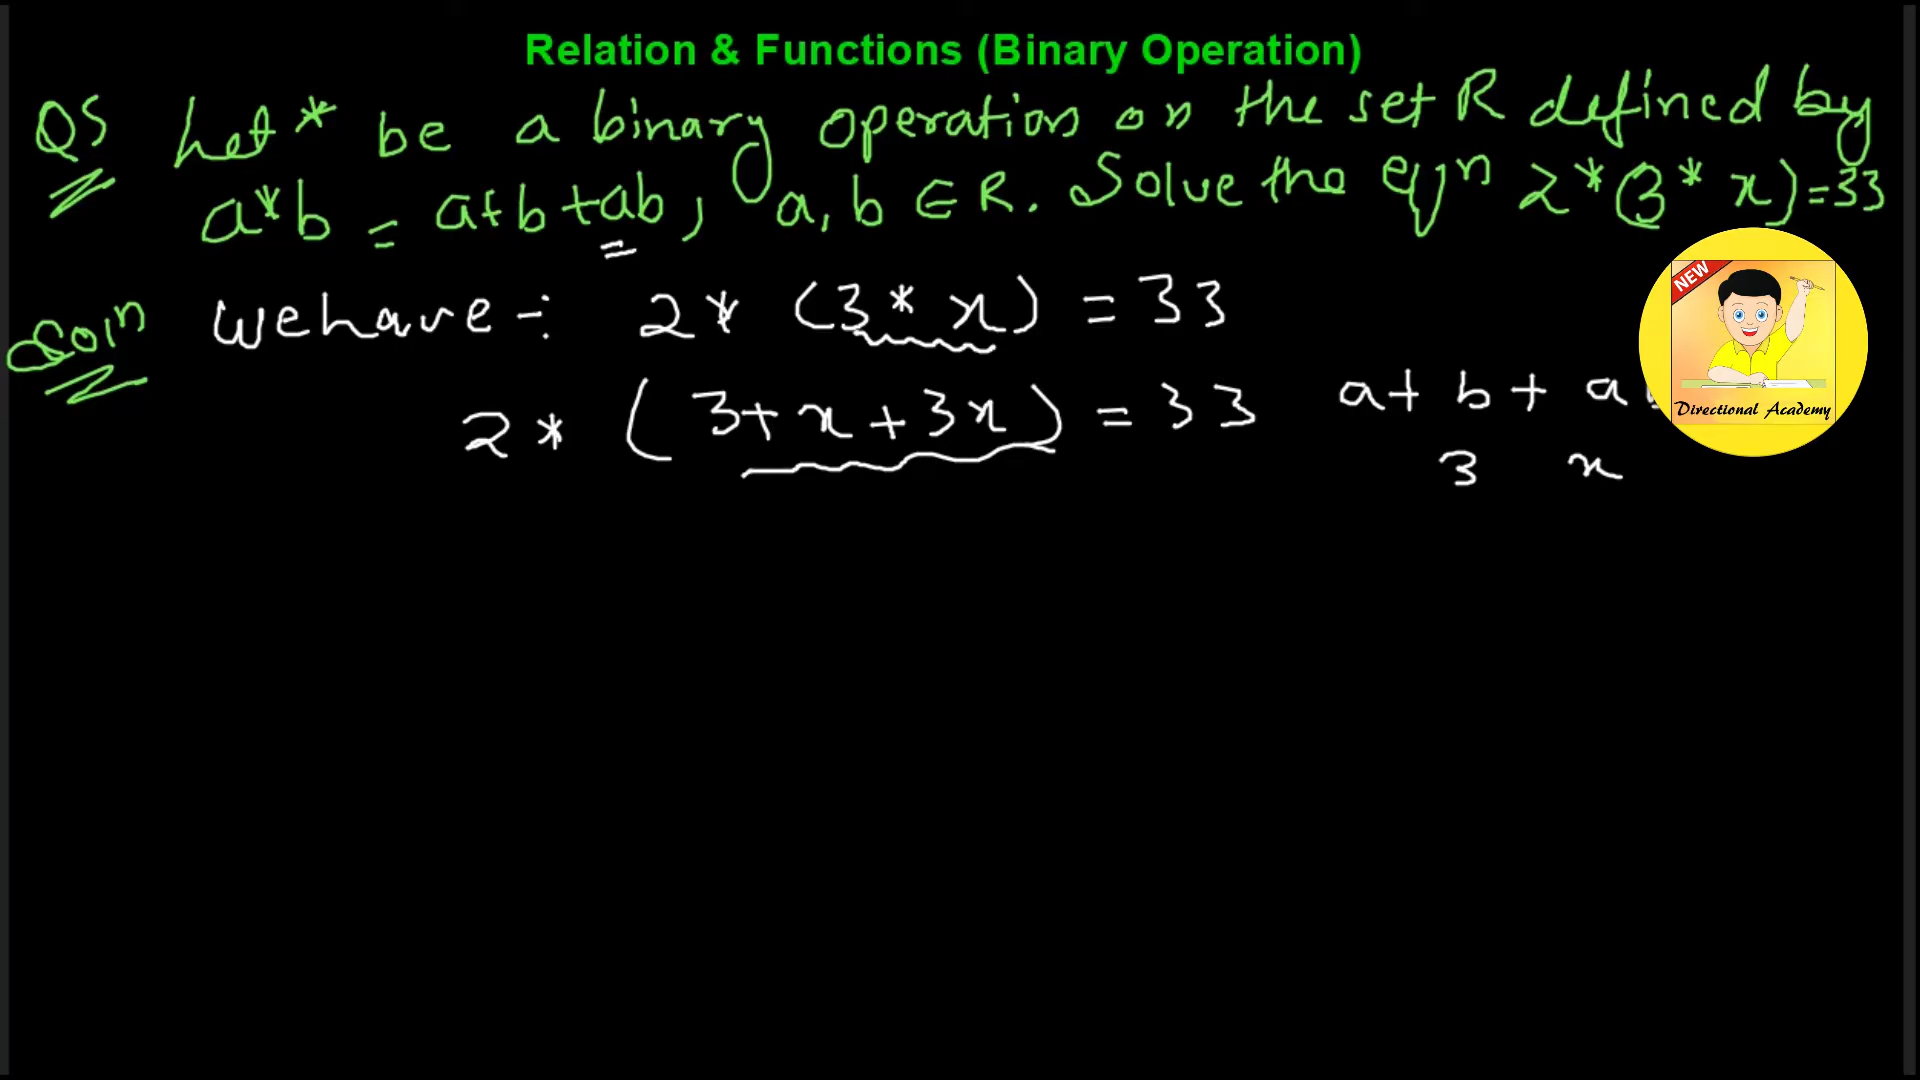 Relation & Functions (Binary Operation)
Q5 Let * be a binary operation on the set R defined by
a*b = a+b+ab, a, b ∈ R. Solve the eqn 2*(3* x)=33
Soln we have -: 2* (3* x) = 33
2* (3+x+3x) = 33 a+b+a
3 x
NEW
Directional Academy